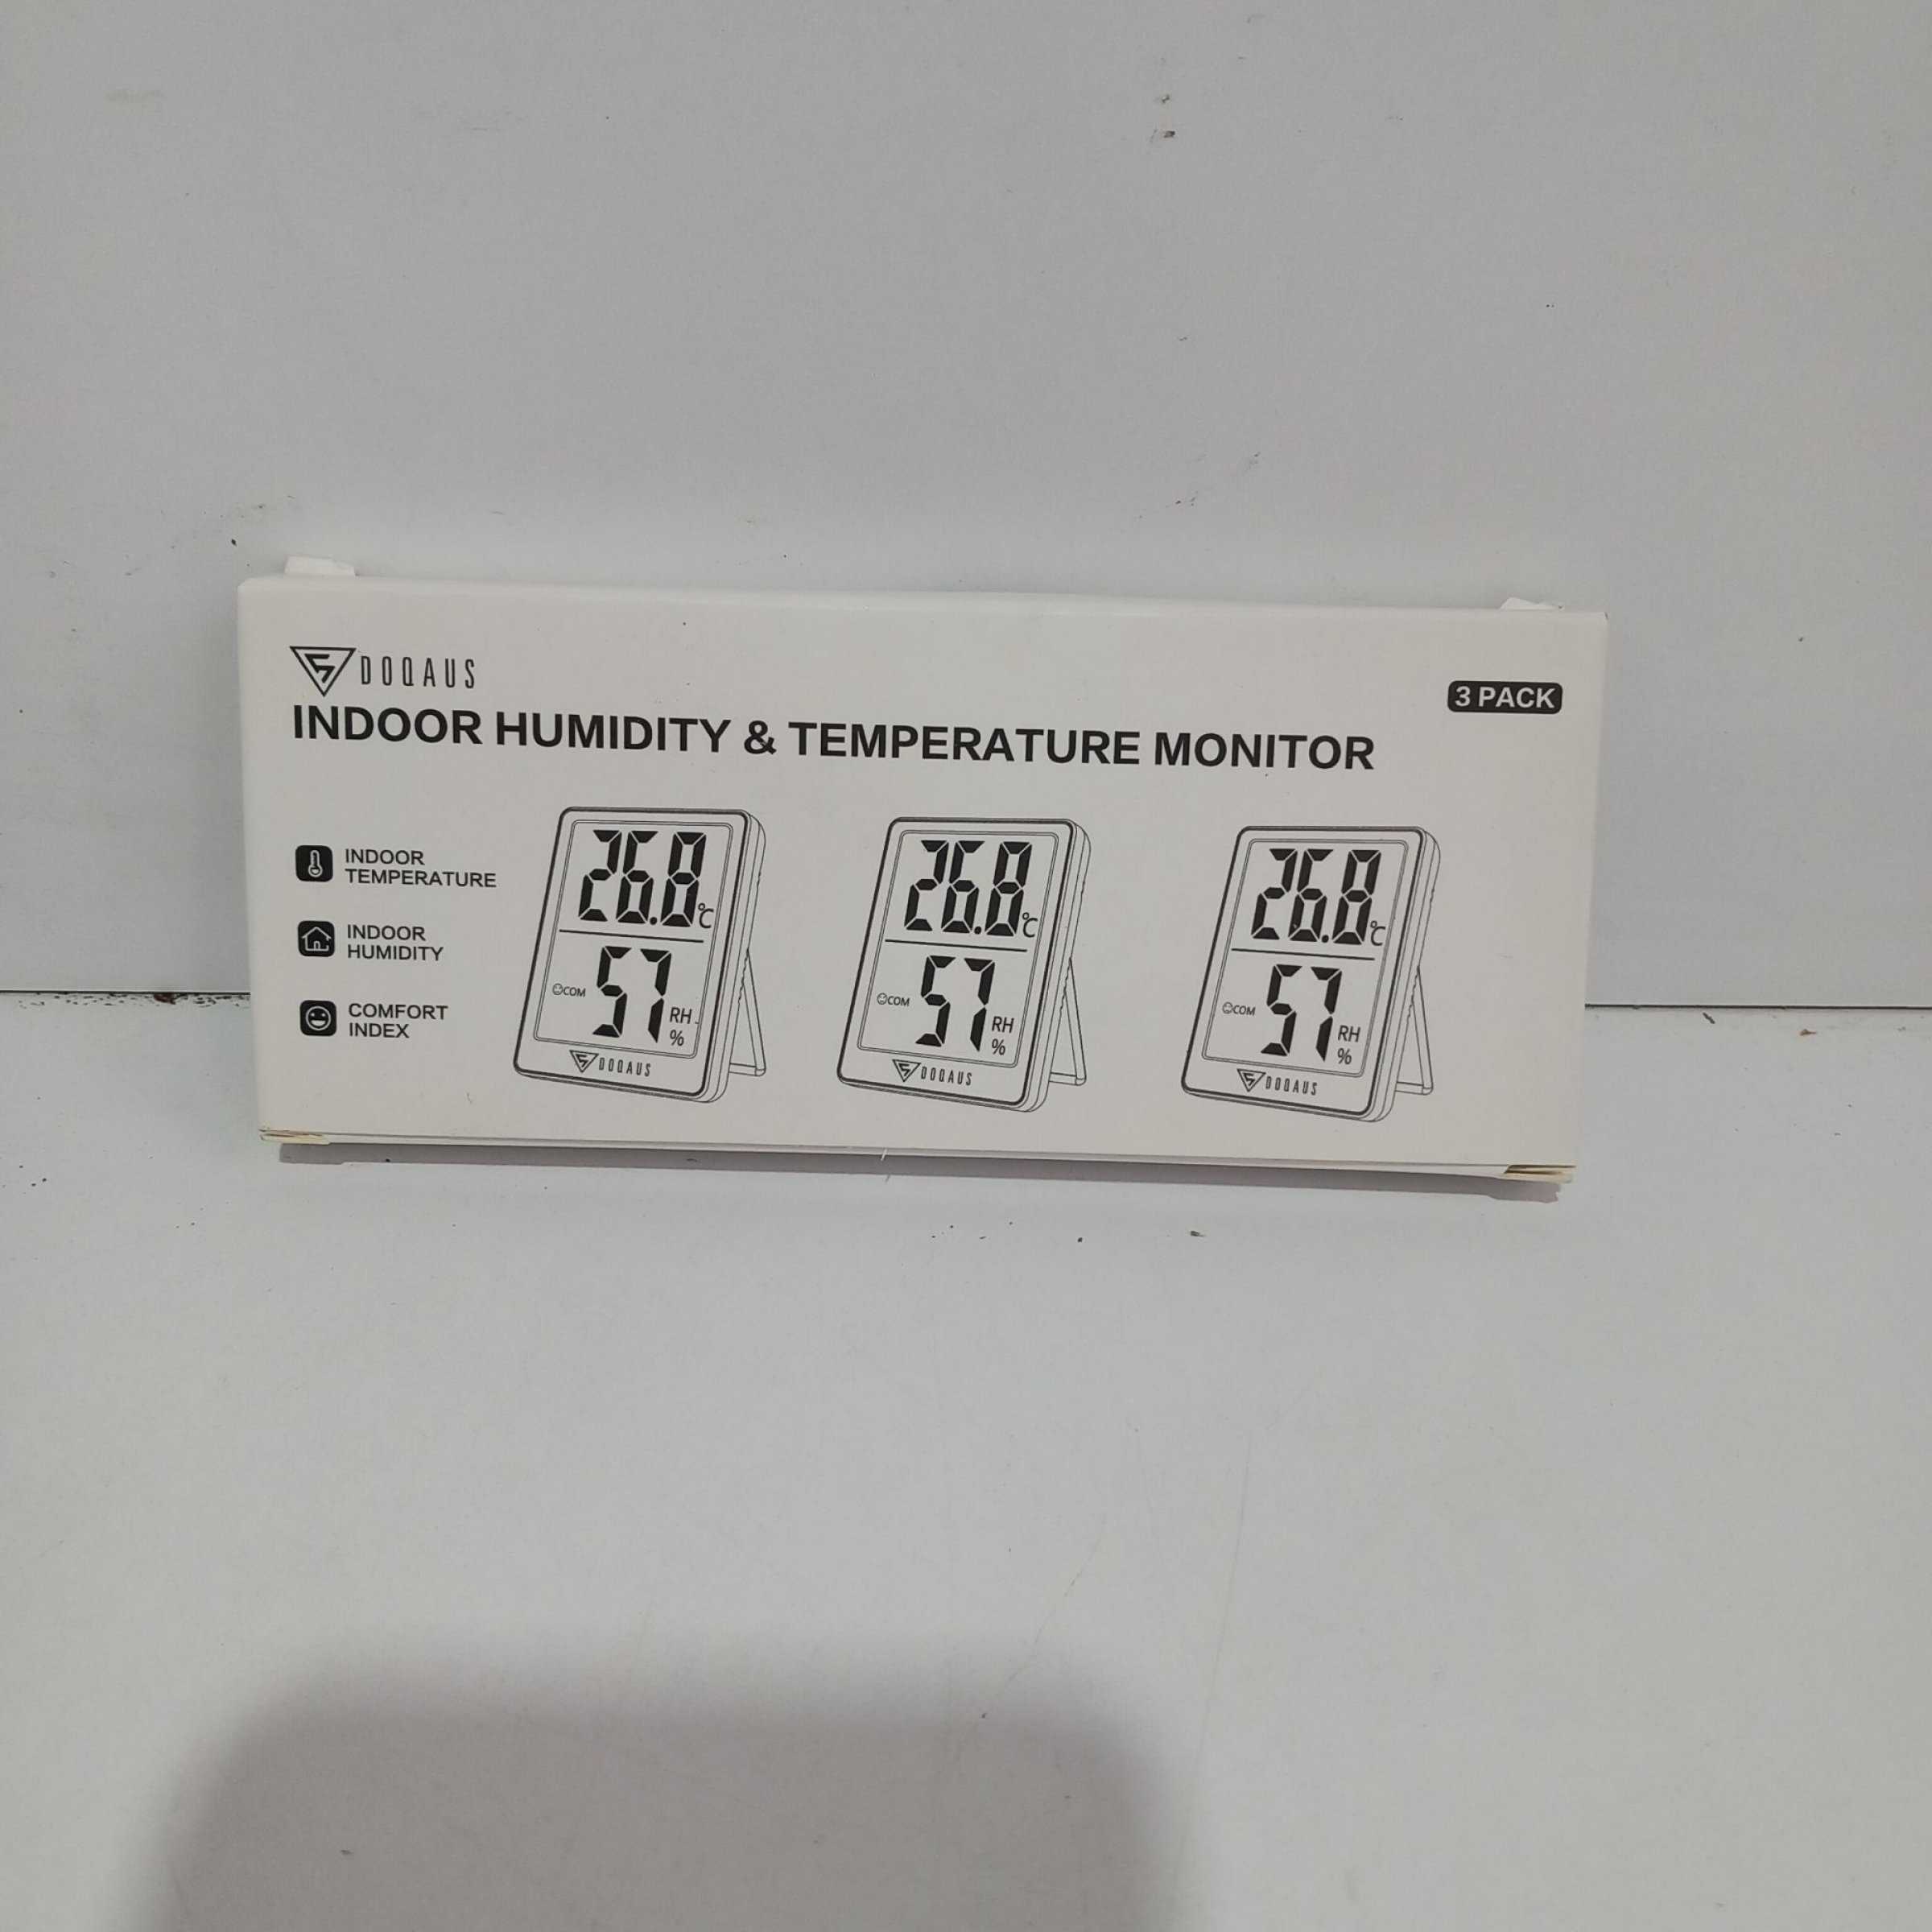 DOQAUS
3 PACK
INDOOR HUMIDITY & TEMPERATURE MONITOR
INDOOR
TEMPERATURE
INDOOR
HUMIDITY
COMFORT
INDEX
26.8 °C
COM 57 RH
%
DOQAUS
26.8 °C
COM 57 RH
%
DOQAUS
26.8 °C
COM 57 RH
%
DOQAUS